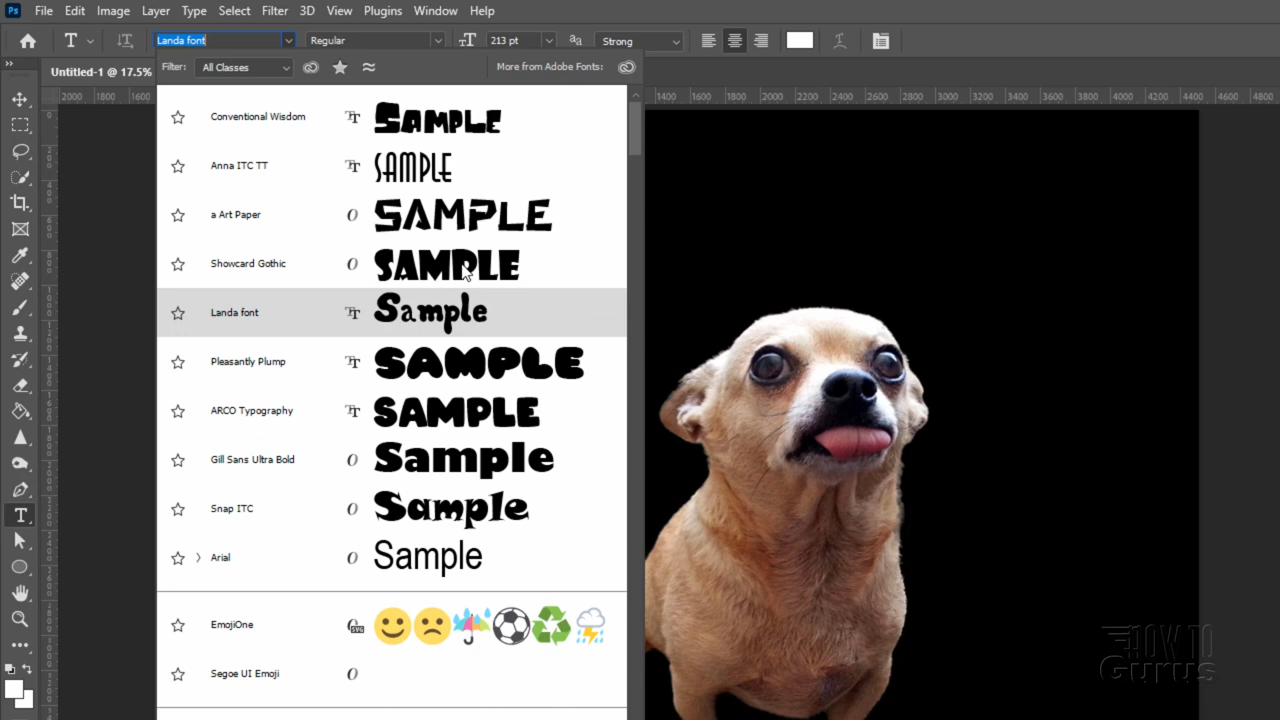 Ps File Edit Image Layer Type Select Filter 3D View Plugins Window Help
T Landa font Regular 213 pt aa Strong
Untitled-1 @ 17.5% Filter: All Classes More from Adobe Fonts:
2000 1800 1600 1400 1600 1800 2000 2200 2400 2600 2800 3000 3200 3400 3600 3800 4000 4200 4400 4600 4800
Conventional Wisdom SAMPLE
Anna ITC TT SAMPLE
a Art Paper SAMPLE
Showcard Gothic SAMPLE
Landa font Sample
Pleasantly Plump SAMPLE
ARCO Typography SAMPLE
Gill Sans Ultra Bold Sample
Snap ITC Sample
Arial Sample
EmojiOne
Segoe UI Emoji
HOW TO
Gurus